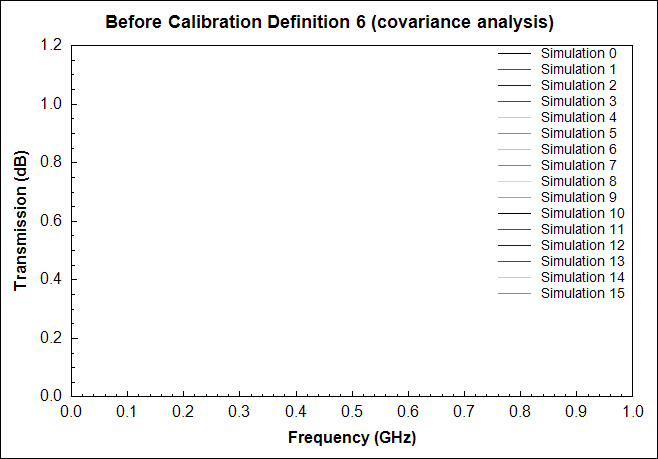 Before Calibration Definition 6 (covariance analysis)
1.2
1.0
0.8
0.6
0.4
0.2
0.0
Transmission (dB)
Simulation 0
Simulation 1
Simulation 2
Simulation 3
Simulation 4
Simulation 5
Simulation 6
Simulation 7
Simulation 8
Simulation 9
Simulation 10
Simulation 11
Simulation 12
Simulation 13
Simulation 14
Simulation 15
0.0 0.1 0.2 0.3 0.4 0.5 0.6 0.7 0.8 0.9 1.0
Frequency (GHz)